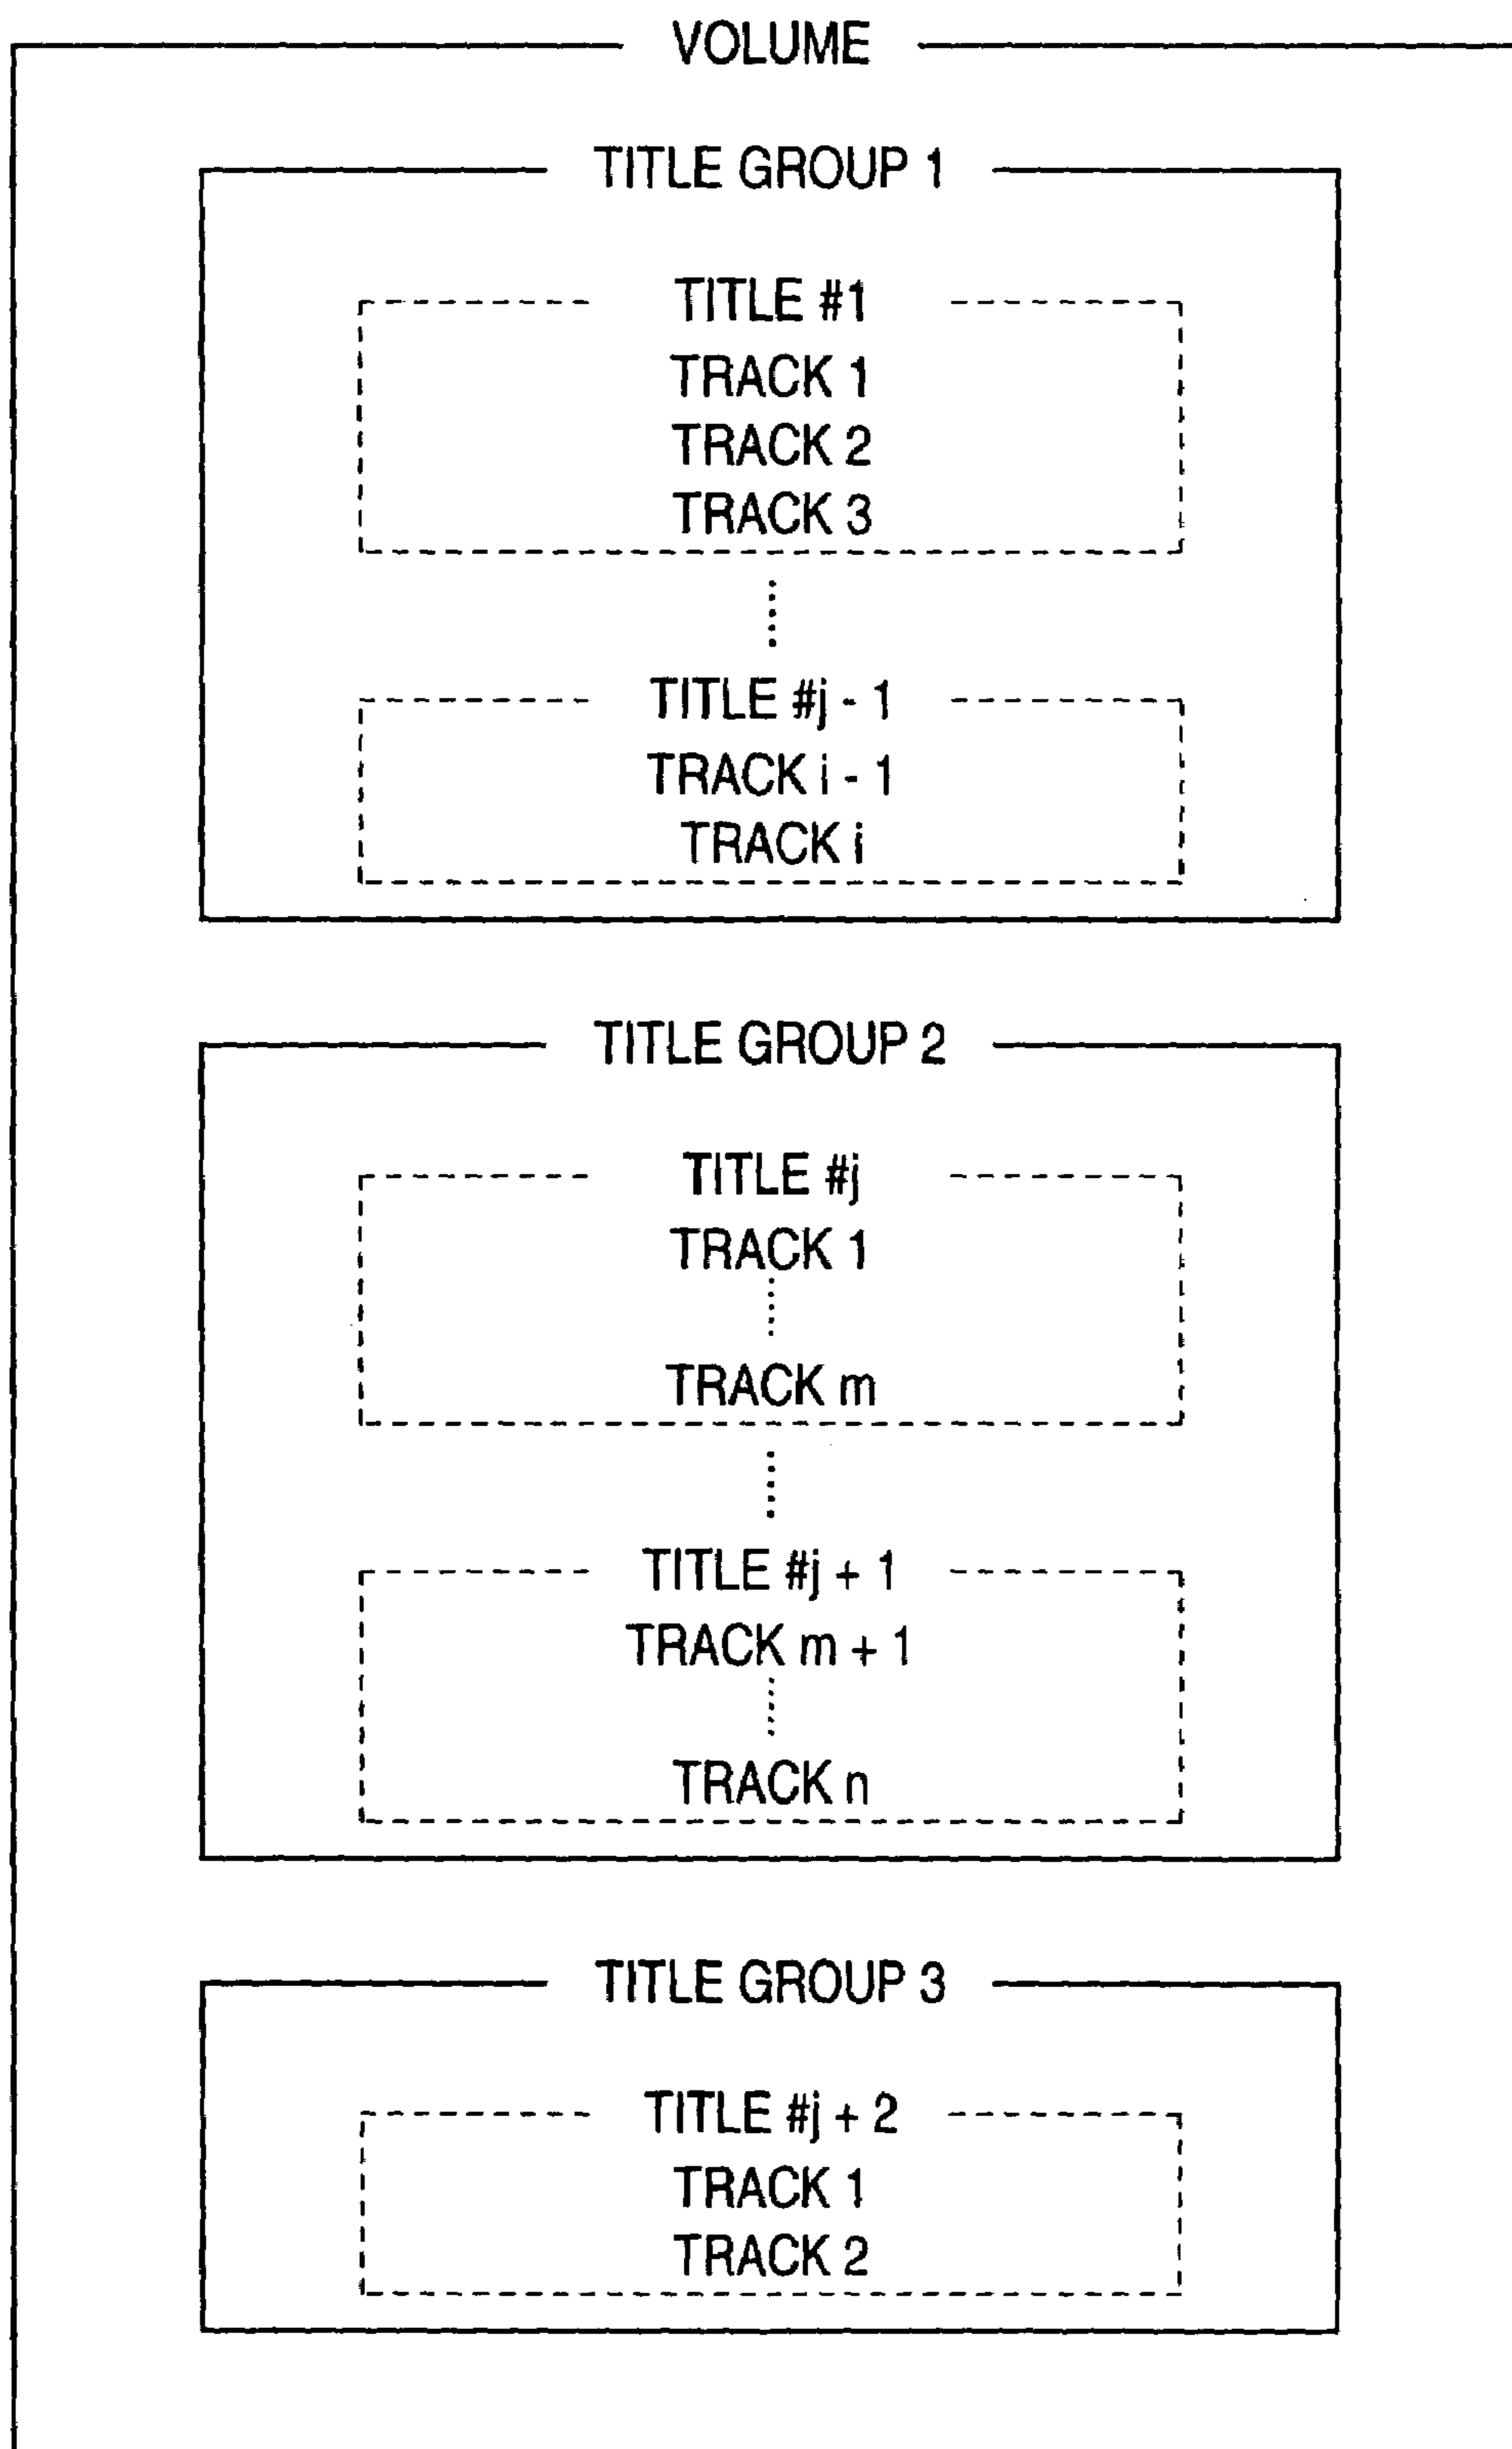 VOLUME
TITLE GROUP 1
TITLE #1
TRACK 1
TRACK 2
TRACK 3
TITLE #j - 1
TRACK i - 1
TRACK i
TITLE GROUP 2
TITLE #j
TRACK 1
TRACK m
TITLE #j + 1
TRACK m + 1
TRACK n
TITLE GROUP 3
TITLE #j + 2
TRACK 1
TRACK 2